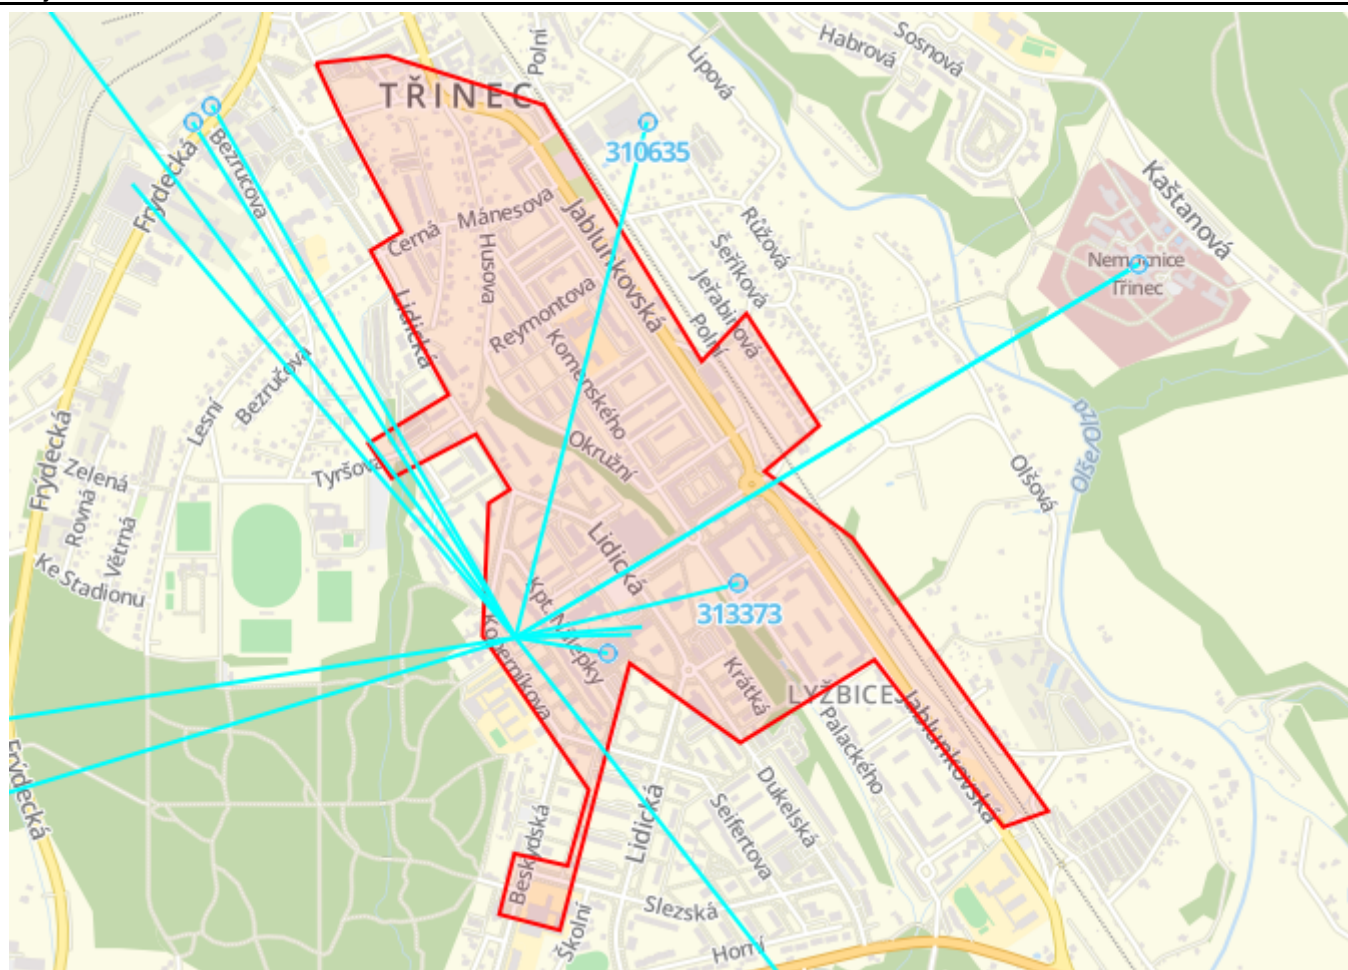 Habrová
Sosnová
Polní
Lipová
TŘINEC
310635
Frýdecká
Bezručova
Kaštanová
Mánesova
Černá
Husova
Jablunkovská
Růžová
Šeříková
Jeřabinová
Polní
Nemocnice
Třinec
Lidická
Reymontova
Komenského
Bezručova
Lesní
Okružní
Olše/Olza
Olšová
Frýdecká
Zelená
Rovná
Větrná
Tyršova
Ke Stadionu
Lidická
Kpt. Nálepky
313373
Koperníkova
Krátká
LYŽBICE
Jablunkovská
Palackého
Frýdecká
Dukelská
Seifertova
Lidická
Beskydská
Školní
Slezská
Horní